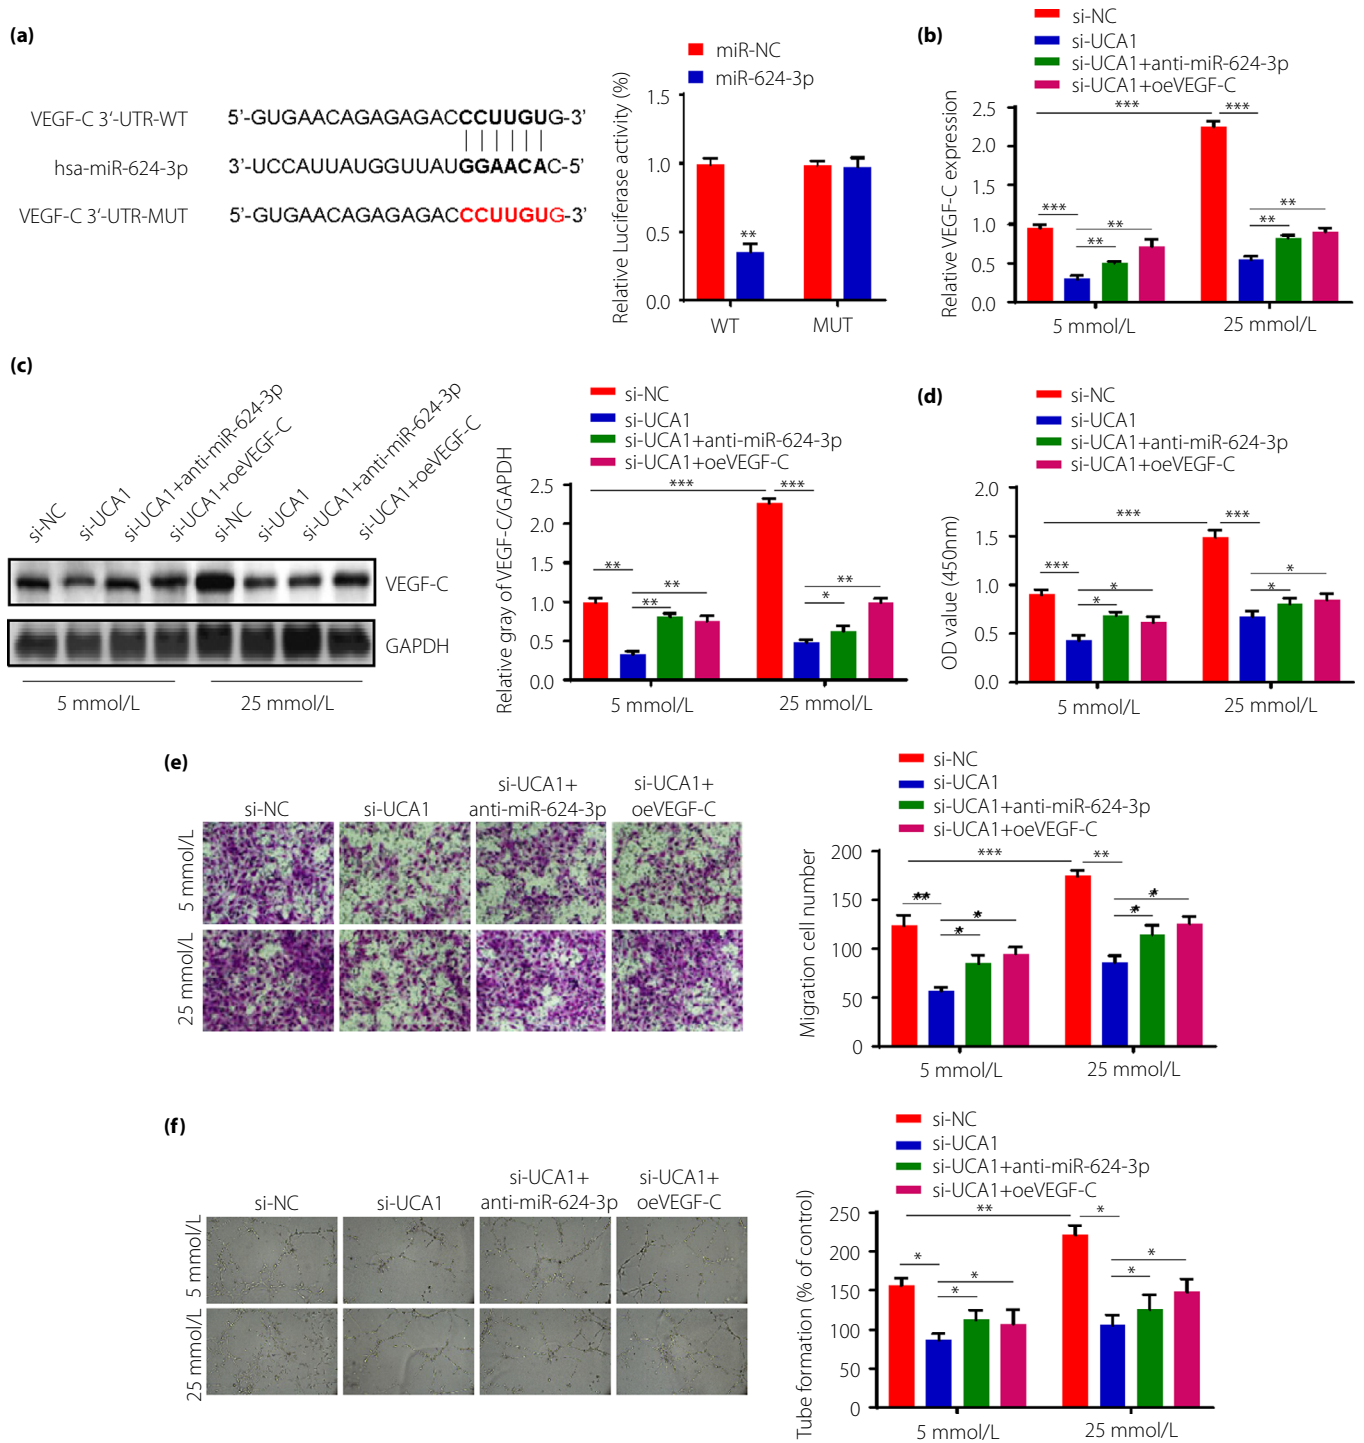 (a)
miR-NC
miR-624-3p
VEGF-C 3'-UTR-WT 5'-GUGAACAGAGAGACCCUUGUG-3'
hsa-miR-624-3p 3'-UCCAUUAUGGUUAUGGAACAC-5'
VEGF-C 3'-UTR-MUT 5'-GUGAACAGAGAGACCCUUGUG-3'
Relative Luciferase activity (%)
1.5
1.0
0.5
0.0
**
WT MUT
(b)
si-NC
si-UCA1
si-UCA1+anti-miR-624-3p
si-UCA1+oeVEGF-C
Relative VEGF-C expression
2.5
2.0
1.5
1.0
0.5
0.0
*** ***
*** ** **
** **
5 mmol/L 25 mmol/L
(c)
si-NC
si-UCA1
si-UCA1+anti-miR-624-3p
si-UCA1+oeVEGF-C
si-NC
si-UCA1
si-UCA1+anti-miR-624-3p
si-UCA1+oeVEGF-C
VEGF-C
GAPDH
5 mmol/L 25 mmol/L
si-NC
si-UCA1
si-UCA1+anti-miR-624-3p
si-UCA1+oeVEGF-C
Relative gray of VEGF-C/GAPDH
2.5
2.0
1.5
1.0
0.5
0.0
*** ***
** ** **
** *
5 mmol/L 25 mmol/L
(d)
si-NC
si-UCA1
si-UCA1+anti-miR-624-3p
si-UCA1+oeVEGF-C
OD value (450nm)
2.0
1.5
1.0
0.5
0.0
*** ***
*** * *
* *
5 mmol/L 25 mmol/L
(e)
si-NC
si-UCA1
si-UCA1+
anti-miR-624-3p
si-UCA1+
oeVEGF-C
5 mmol/L
25 mmol/L
si-NC
si-UCA1
si-UCA1+anti-miR-624-3p
si-UCA1+oeVEGF-C
Migration cell number
200
150
100
50
0
*** **
** * *
* *
5 mmol/L 25 mmol/L
(f)
si-NC
si-UCA1
si-UCA1+
anti-miR-624-3p
si-UCA1+
oeVEGF-C
5 mmol/L
25 mmol/L
si-NC
si-UCA1
si-UCA1+anti-miR-624-3p
si-UCA1+oeVEGF-C
Tube formation (% of control)
250
200
150
100
50
0
** *
* * *
* *
5 mmol/L 25 mmol/L